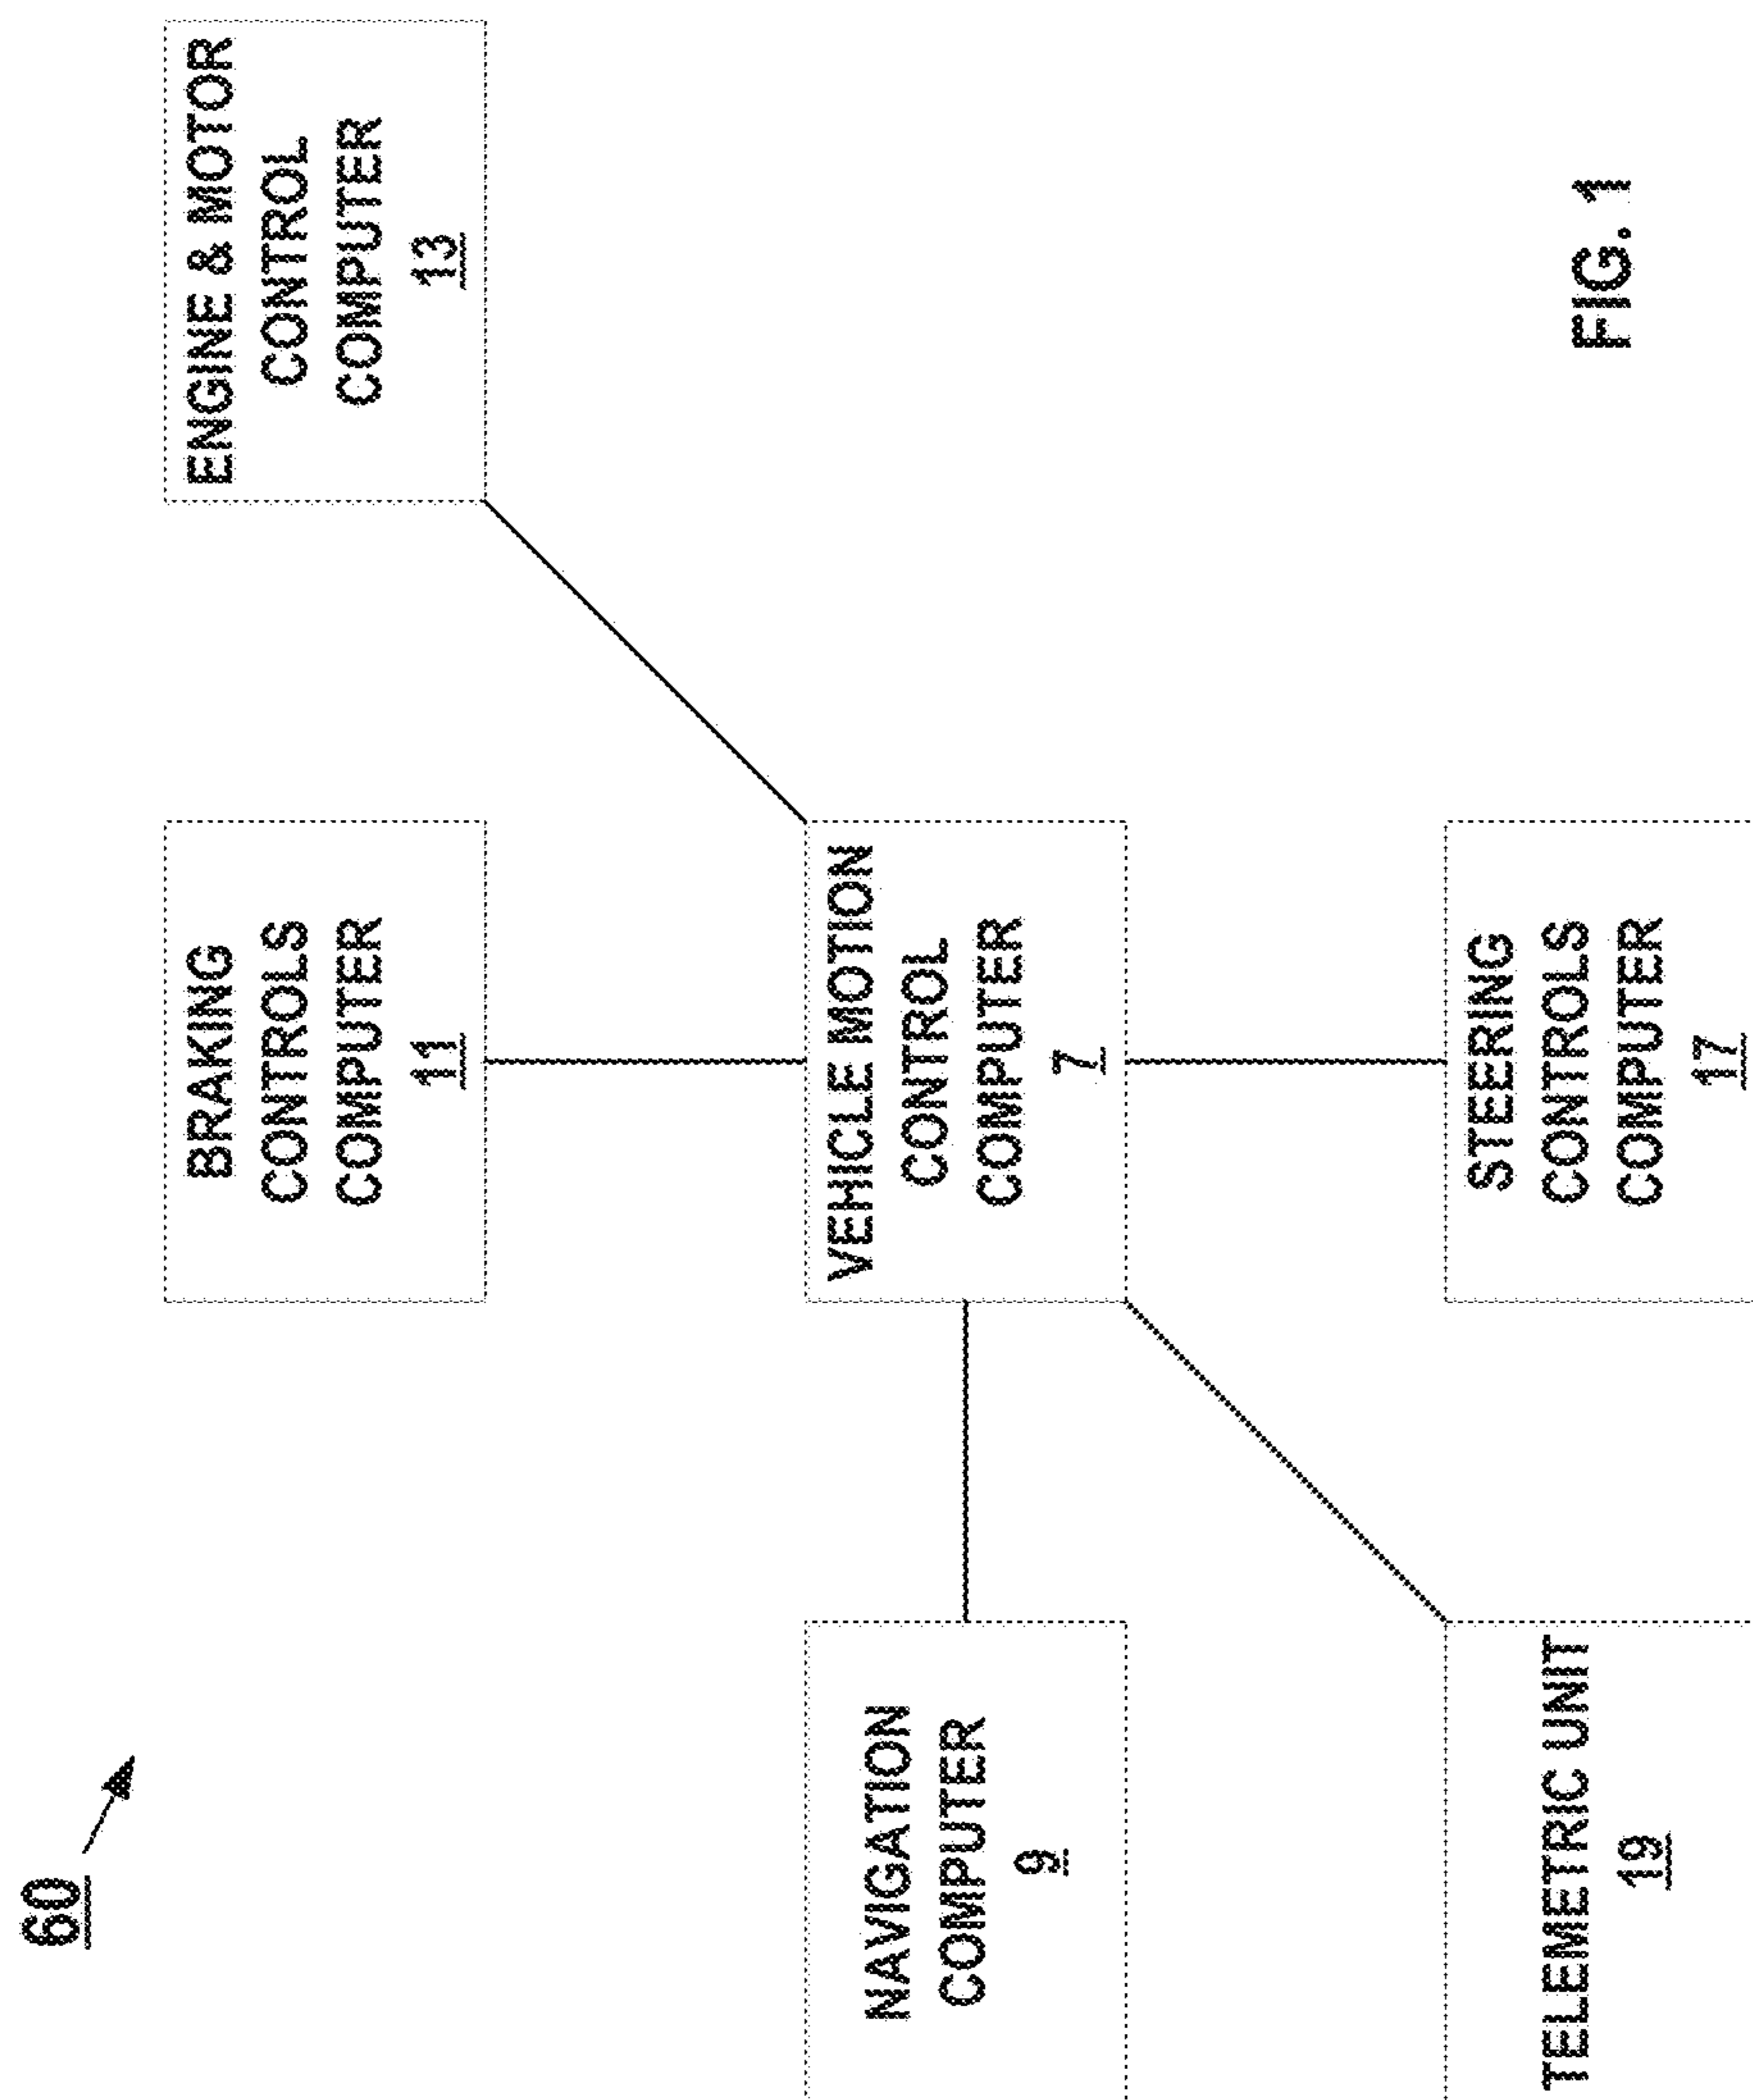 60
BRAKING
CONTROLS
COMPUTER
11
ENGINE & MOTOR
CONTROL
COMPUTER
13
NAVIGATION
COMPUTER
9
VEHICLE MOTION
CONTROL
COMPUTER
7
TELEMETRIC UNIT
19
STEERING
CONTROLS
COMPUTER
17
FIG. 1